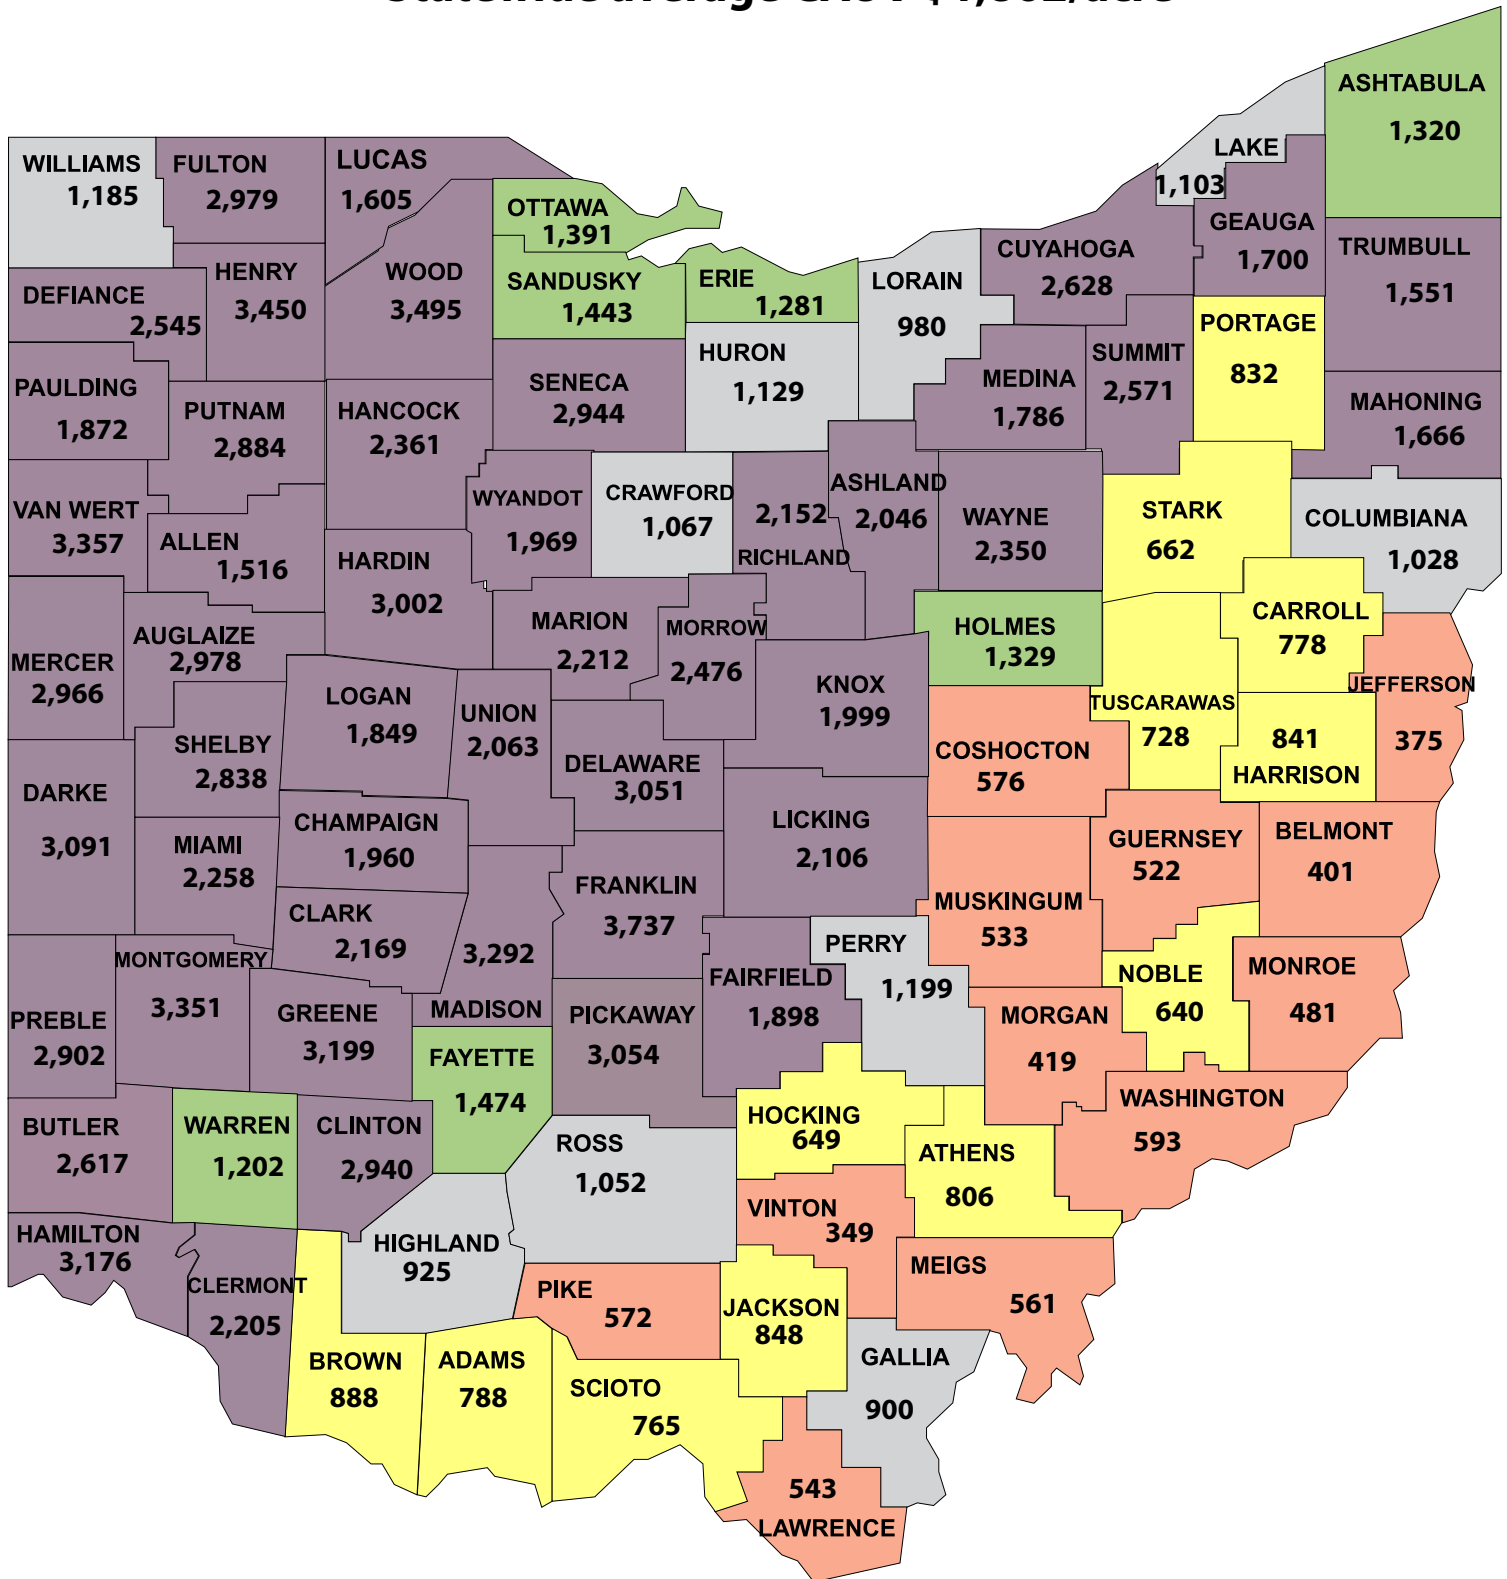 ASHTABULA
1,320
WILLIAMS
1,185
FULTON
2,979
LUCAS
1,605
OTTAWA
1,391
LAKE
1,103
GEAUGA
1,700
TRUMBULL
1,551
DEFIANCE
2,545
HENRY
3,450
WOOD
3,495
SANDUSKY
1,443
ERIE
1,281
LORAIN
980
CUYAHOGA
2,628
PORTAGE
832
PAULDING
1,872
PUTNAM
2,884
HANCOCK
2,361
SENECA
2,944
HURON
1,129
MEDINA
1,786
SUMMIT
2,571
MAHONING
1,666
VAN WERT
3,357
ALLEN
1,516
HARDIN
3,002
WYANDOT
1,969
CRAWFORD
1,067
2,152
RICHLAND
ASHLAND
2,046
WAYNE
2,350
STARK
662
COLUMBIANA
1,028
MERCER
2,966
AUGLAIZE
2,978
MARION
2,212
MORROW
2,476
HOLMES
1,329
CARROLL
778
JEFFERSON
375
LOGAN
1,849
UNION
2,063
KNOX
1,999
COSHOCTON
576
TUSCARAWAS
728
841
HARRISON
DARKE
3,091
SHELBY
2,838
DELAWARE
3,051
CHAMPAIGN
1,960
LICKING
2,106
GUERNSEY
522
BELMONT
401
MIAMI
2,258
FRANKLIN
3,737
MUSKINGUM
533
CLARK
2,169
3,292
MADISON
PERRY
1,199
MONTGOMERY
3,351
FAIRFIELD
1,898
NOBLE
640
MONROE
481
PREBLE
2,902
GREENE
3,199
PICKAWAY
3,054
MORGAN
419
FAYETTE
1,474
WASHINGTON
593
BUTLER
2,617
WARREN
1,202
CLINTON
2,940
ROSS
1,052
HOCKING
649
ATHENS
806
HAMILTON
3,176
HIGHLAND
925
VINTON
349
MEIGS
561
CLERMONT
2,205
PIKE
572
JACKSON
848
BROWN
888
ADAMS
788
SCIOTO
765
GALLIA
900
543
LAWRENCE